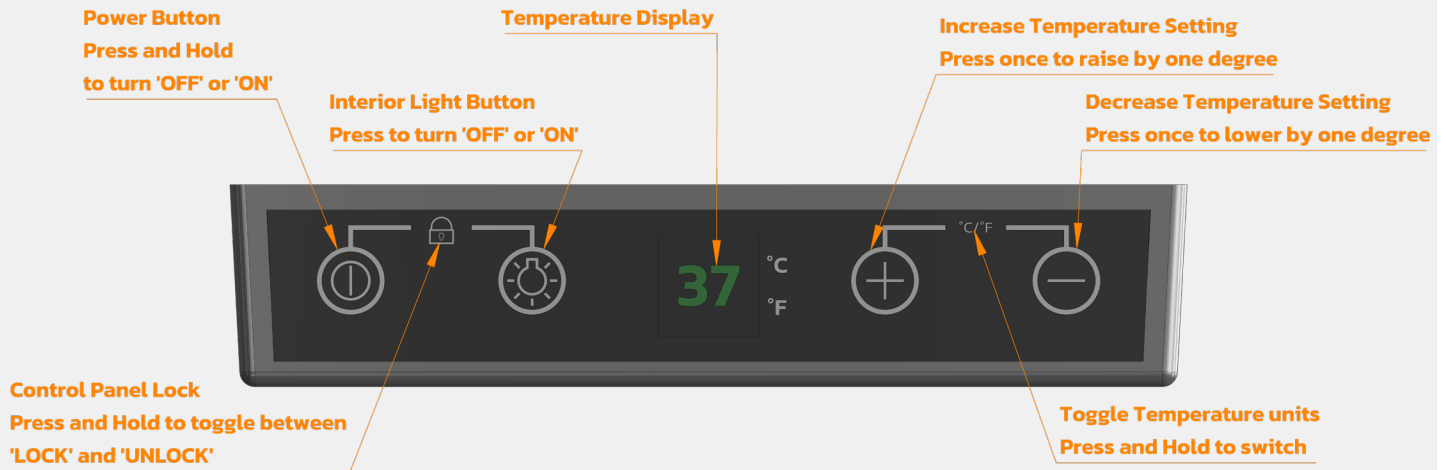 Power Button
Press and Hold
to turn 'OFF' or 'ON'
Interior Light Button
Press to turn 'OFF' or 'ON'
Temperature Display
Increase Temperature Setting
Press once to raise by one degree
Decrease Temperature Setting
Press once to lower by one degree
37
°C
°F
°C/°F
Control Panel Lock
Press and Hold to toggle between
'LOCK' and 'UNLOCK'
Toggle Temperature units
Press and Hold to switch